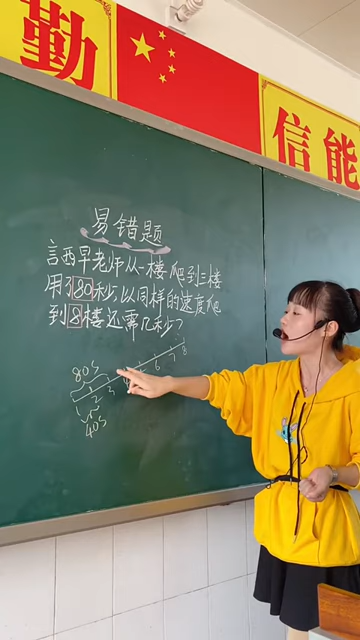 勤
信能
易错题
言西早老师从一楼爬到三楼
用了80秒,以同样的速度爬
到8楼还需几秒?
80S
1 2 3 4 5 6 7 8
40S